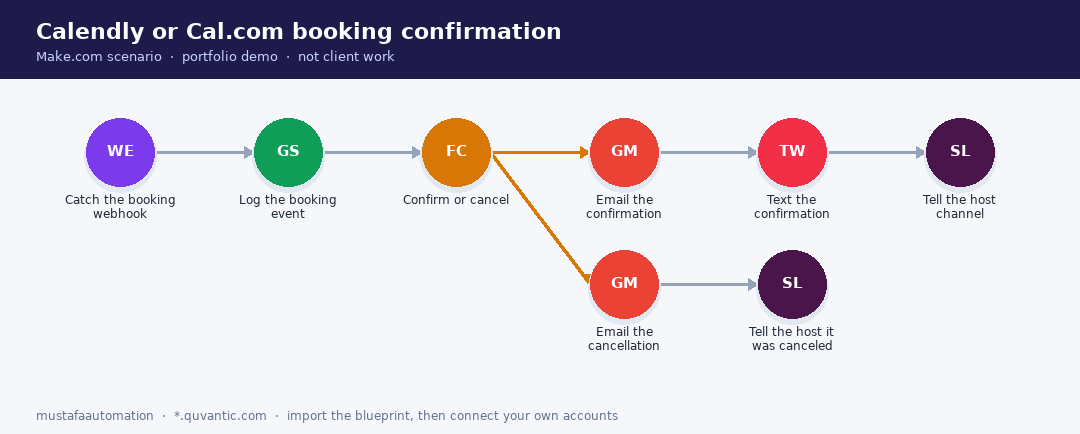 Calendly or Cal.com booking confirmation
Make.com scenario · portfolio demo · not client work
WE
GS
FC
GM
TW
SL
Catch the booking
webhook
Log the booking
event
Confirm or cancel
Email the
confirmation
Text the
confirmation
Tell the host
channel
GM
SL
Email the
cancellation
Tell the host it
was canceled
mustafaautomation · *.quvantic.com · import the blueprint, then connect your own accounts